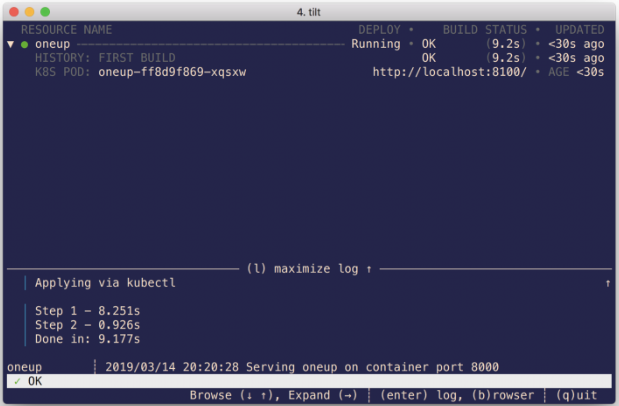 4. tilt
RESOURCE NAME DEPLOY • BUILD STATUS • UPDATED
▼ ● oneup Running • OK (9.2s) • <30s ago
HISTORY: FIRST BUILD OK (9.2s) • <30s ago
K8S POD: oneup-ff8d9f869-xqsxw http://localhost:8100/ • AGE <30s
(l) maximize log ↑
Applying via kubectl ↑
Step 1 - 8.251s
Step 2 - 0.926s
Done in: 9.177s
oneup ┆ 2019/03/14 20:20:28 Serving oneup on container port 8000
✓ OK
Browse (↓ ↑), Expand (→) ┆ (enter) log, (b)rowser ┆ (q)uit